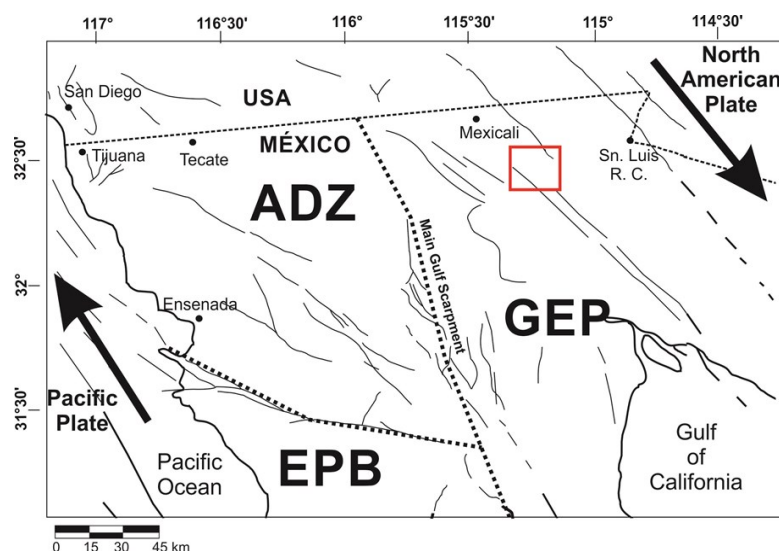 117°
116°30'
116°
115°30'
115°
114°30'
North
American
Plate
San Diego
USA
Mexicali
MÉXICO
Tijuana
Tecate
Sn. Luis
R. C.
32°30'
ADZ
Main Gulf Scarpment
32°
Ensenada
GEP
Pacific
Plate
31°30'
EPB
Pacific
Ocean
Gulf
of
California
0 15 30 45 km